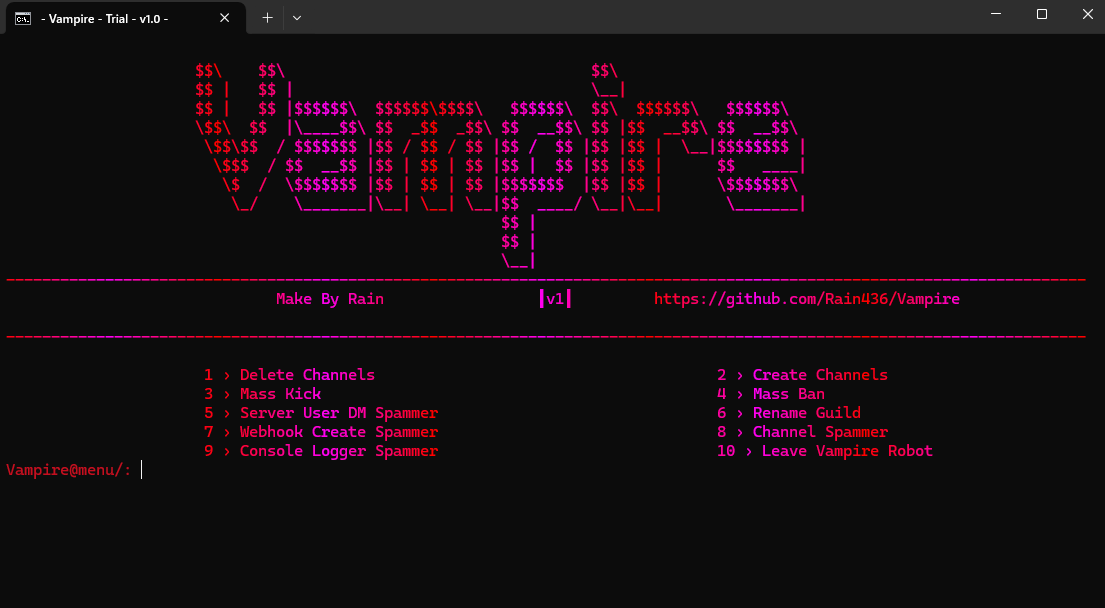 - Vampire - Trial - v1.0 -
$$\    $$\                                  $$\
$$ |   $$ |                                 \__|
$$ |   $$ |$$$$$$\  $$$$$$\$$$$\   $$$$$$\  $$\  $$$$$$\   $$$$$$\
\$$\  $$  |\____$$\ $$  _$$  _$$\ $$  __$$\ $$ |$$  __$$\ $$  __$$\
 \$$\$$  / $$$$$$$ |$$ / $$ / $$ |$$ /  $$ |$$ |$$ |  \__|$$$$$$$$ |
  \$$$  / $$  __$$ |$$ | $$ | $$ |$$ |  $$ |$$ |$$ |      $$   ____|
   \$  /  \$$$$$$$ |$$ | $$ | $$ |$$$$$$$  |$$ |$$ |      \$$$$$$$\
    \_/    \_______|\__| \__| \__|$$  ____/ \__|\__|       \_______|
                                  $$ |
                                  $$ |
                                  \__|
Make By Rain |v1| https://github.com/Rain436/Vampire
1 › Delete Channels 2 › Create Channels
3 › Mass Kick 4 › Mass Ban
5 › Server User DM Spammer 6 › Rename Guild
7 › Webhook Create Spammer 8 › Channel Spammer
9 › Console Logger Spammer 10 › Leave Vampire Robot
Vampire@menu/: